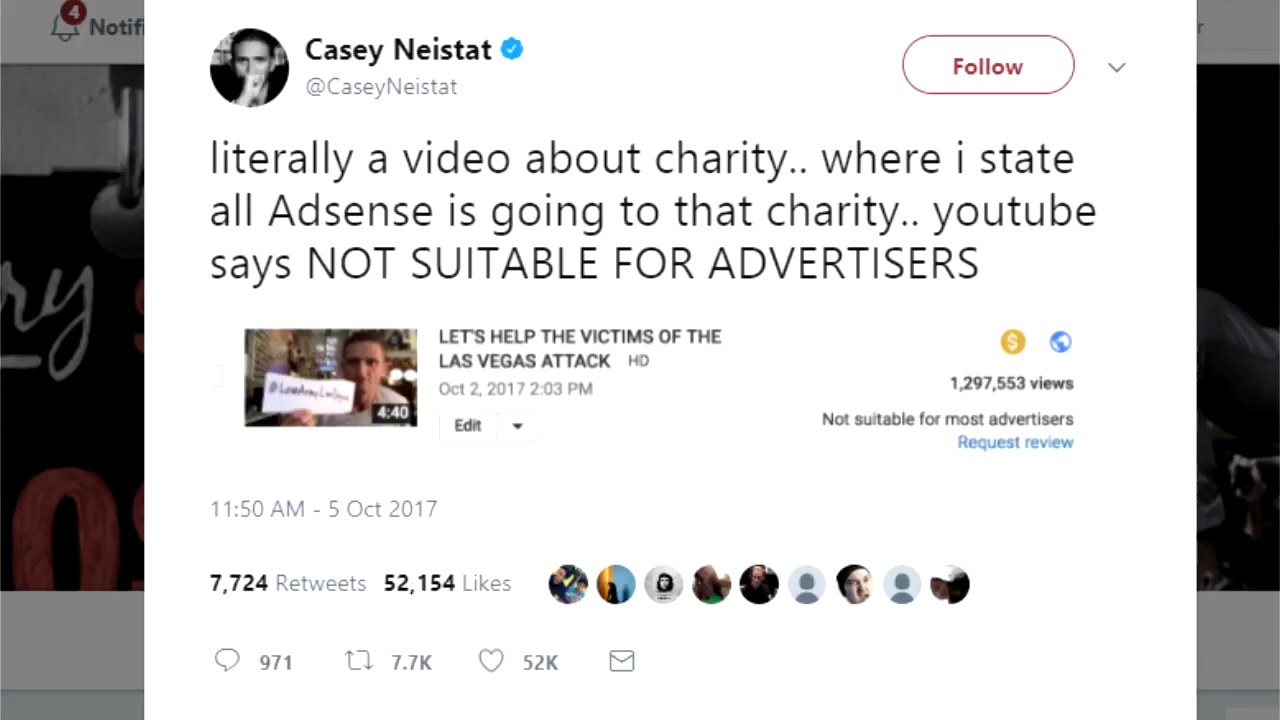 4
Notifi
Casey Neistat
@CaseyNeistat
Follow
literally a video about charity.. where i state
all Adsense is going to that charity.. youtube
says NOT SUITABLE FOR ADVERTISERS
LET'S HELP THE VICTIMS OF THE
LAS VEGAS ATTACK HD
Oct 2, 2017 2:03 PM
4:40
Edit
$
1,297,553 views
Not suitable for most advertisers
Request review
11:50 AM - 5 Oct 2017
7,724 Retweets 52,154 Likes
971 7.7K 52K